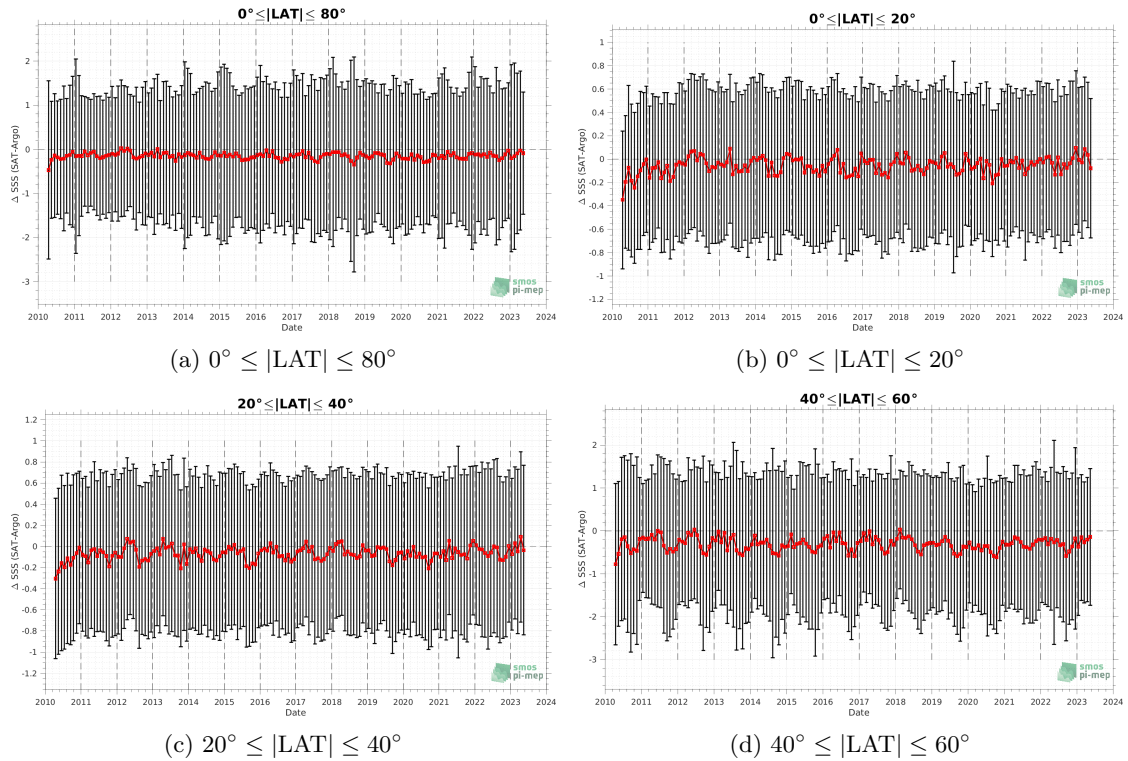 0°≤|LAT|≤ 80°
Δ SSS (SAT-Argo)
2
1
0
-1
-2
-3
2010 2011 2012 2013 2014 2015 2016 2017 2018 2019 2020 2021 2022 2023 2024
Date
smos
pi-mep
(a) 0° ≤ |LAT| ≤ 80°
0°≤|LAT|≤ 20°
Δ SSS (SAT-Argo)
1
0.8
0.6
0.4
0.2
0
-0.2
-0.4
-0.6
-0.8
-1
-1.2
2010 2011 2012 2013 2014 2015 2016 2017 2018 2019 2020 2021 2022 2023 2024
Date
smos
pi-mep
(b) 0° ≤ |LAT| ≤ 20°
20°≤|LAT|≤ 40°
Δ SSS (SAT-Argo)
1.2
1
0.8
0.6
0.4
0.2
0
-0.2
-0.4
-0.6
-0.8
-1
-1.2
2010 2011 2012 2013 2014 2015 2016 2017 2018 2019 2020 2021 2022 2023 2024
Date
smos
pi-mep
(c) 20° ≤ |LAT| ≤ 40°
40°≤|LAT|≤ 60°
Δ SSS (SAT-Argo)
2
1
0
-1
-2
-3
2010 2011 2012 2013 2014 2015 2016 2017 2018 2019 2020 2021 2022 2023 2024
Date
smos
pi-mep
(d) 40° ≤ |LAT| ≤ 60°